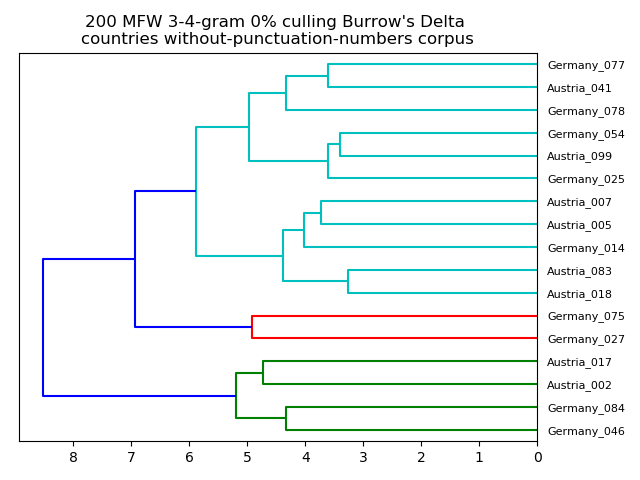 200 MFW 3-4-gram 0% culling Burrow's Delta
countries without-punctuation-numbers corpus
Germany_077
Austria_041
Germany_078
Germany_054
Austria_099
Germany_025
Austria_007
Austria_005
Germany_014
Austria_083
Austria_018
Germany_075
Germany_027
Austria_017
Austria_002
Germany_084
Germany_046
8 7 6 5 4 3 2 1 0